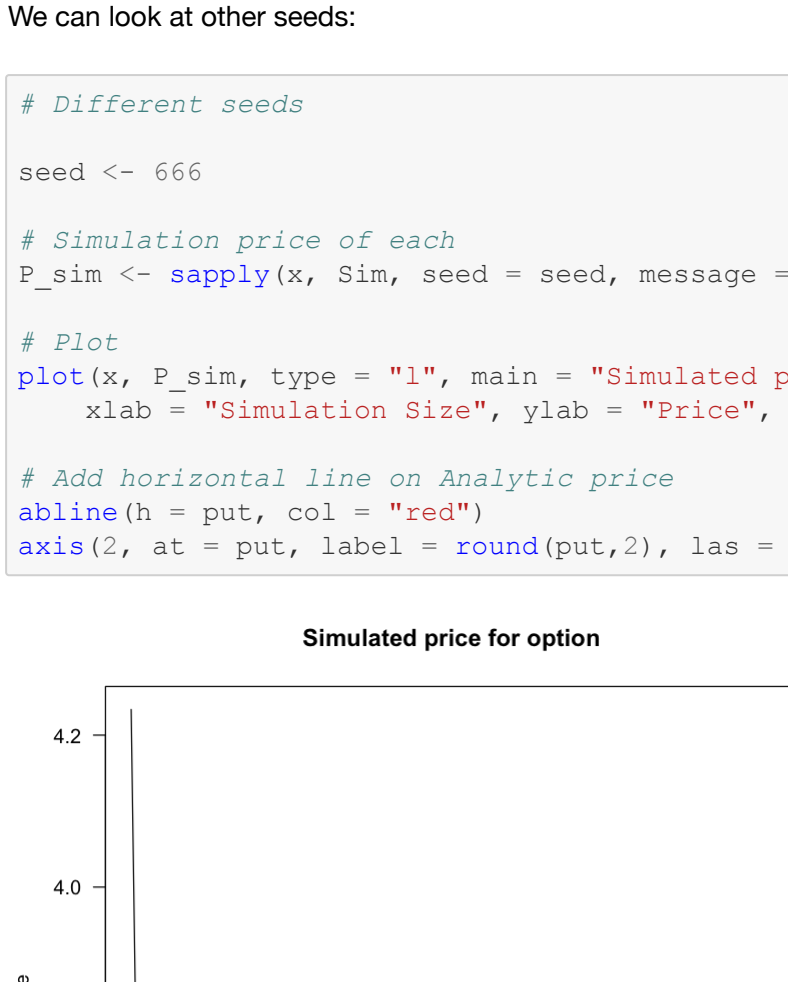 We can look at other seeds:
# Different seeds
seed <- 666
# Simulation price of each
P_sim <- sapply(x, Sim, seed = seed, message =
# Plot
plot(x, P_sim, type = "l", main = "Simulated p
xlab = "Simulation Size", ylab = "Price",
# Add horizontal line on Analytic price
abline(h = put, col = "red")
axis(2, at = put, label = round(put,2), las =
Simulated price for option
4.2
4.0
e